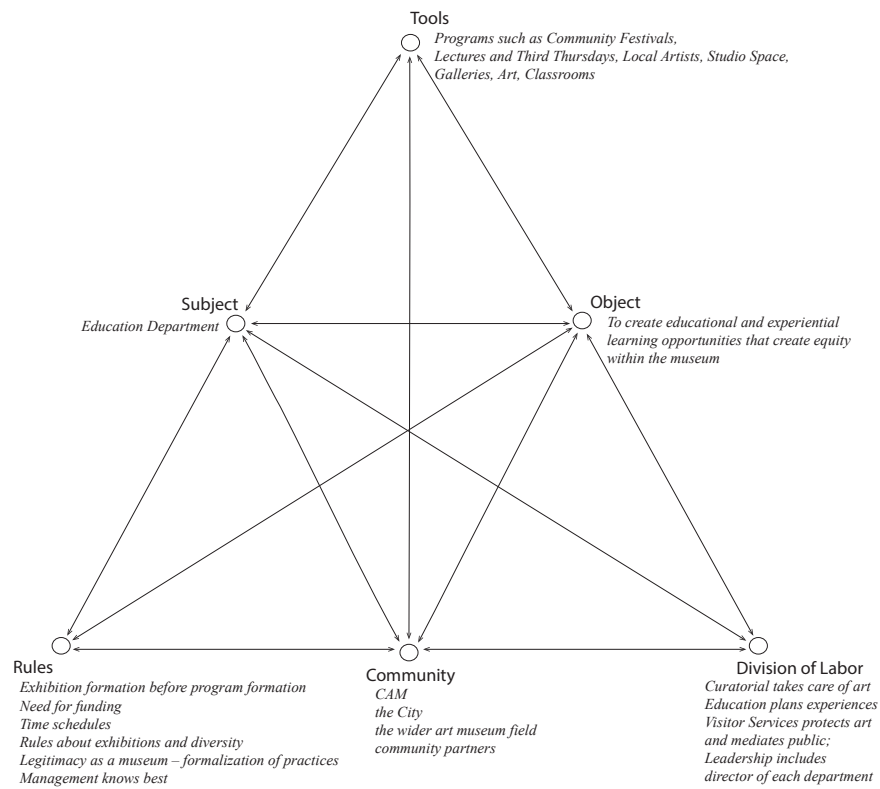 Tools
Programs such as Community Festivals,
Lectures and Third Thursdays, Local Artists, Studio Space,
Galleries, Art, Classrooms
Subject
Education Department
Object
To create educational and experiential
learning opportunities that create equity
within the museum
Rules
Exhibition formation before program formation
Need for funding
Time schedules
Rules about exhibitions and diversity
Legitimacy as a museum – formalization of practices
Management knows best
Community
CAM
the City
the wider art museum field
community partners
Division of Labor
Curatorial takes care of art
Education plans experiences
Visitor Services protects art
and mediates public;
Leadership includes
director of each department